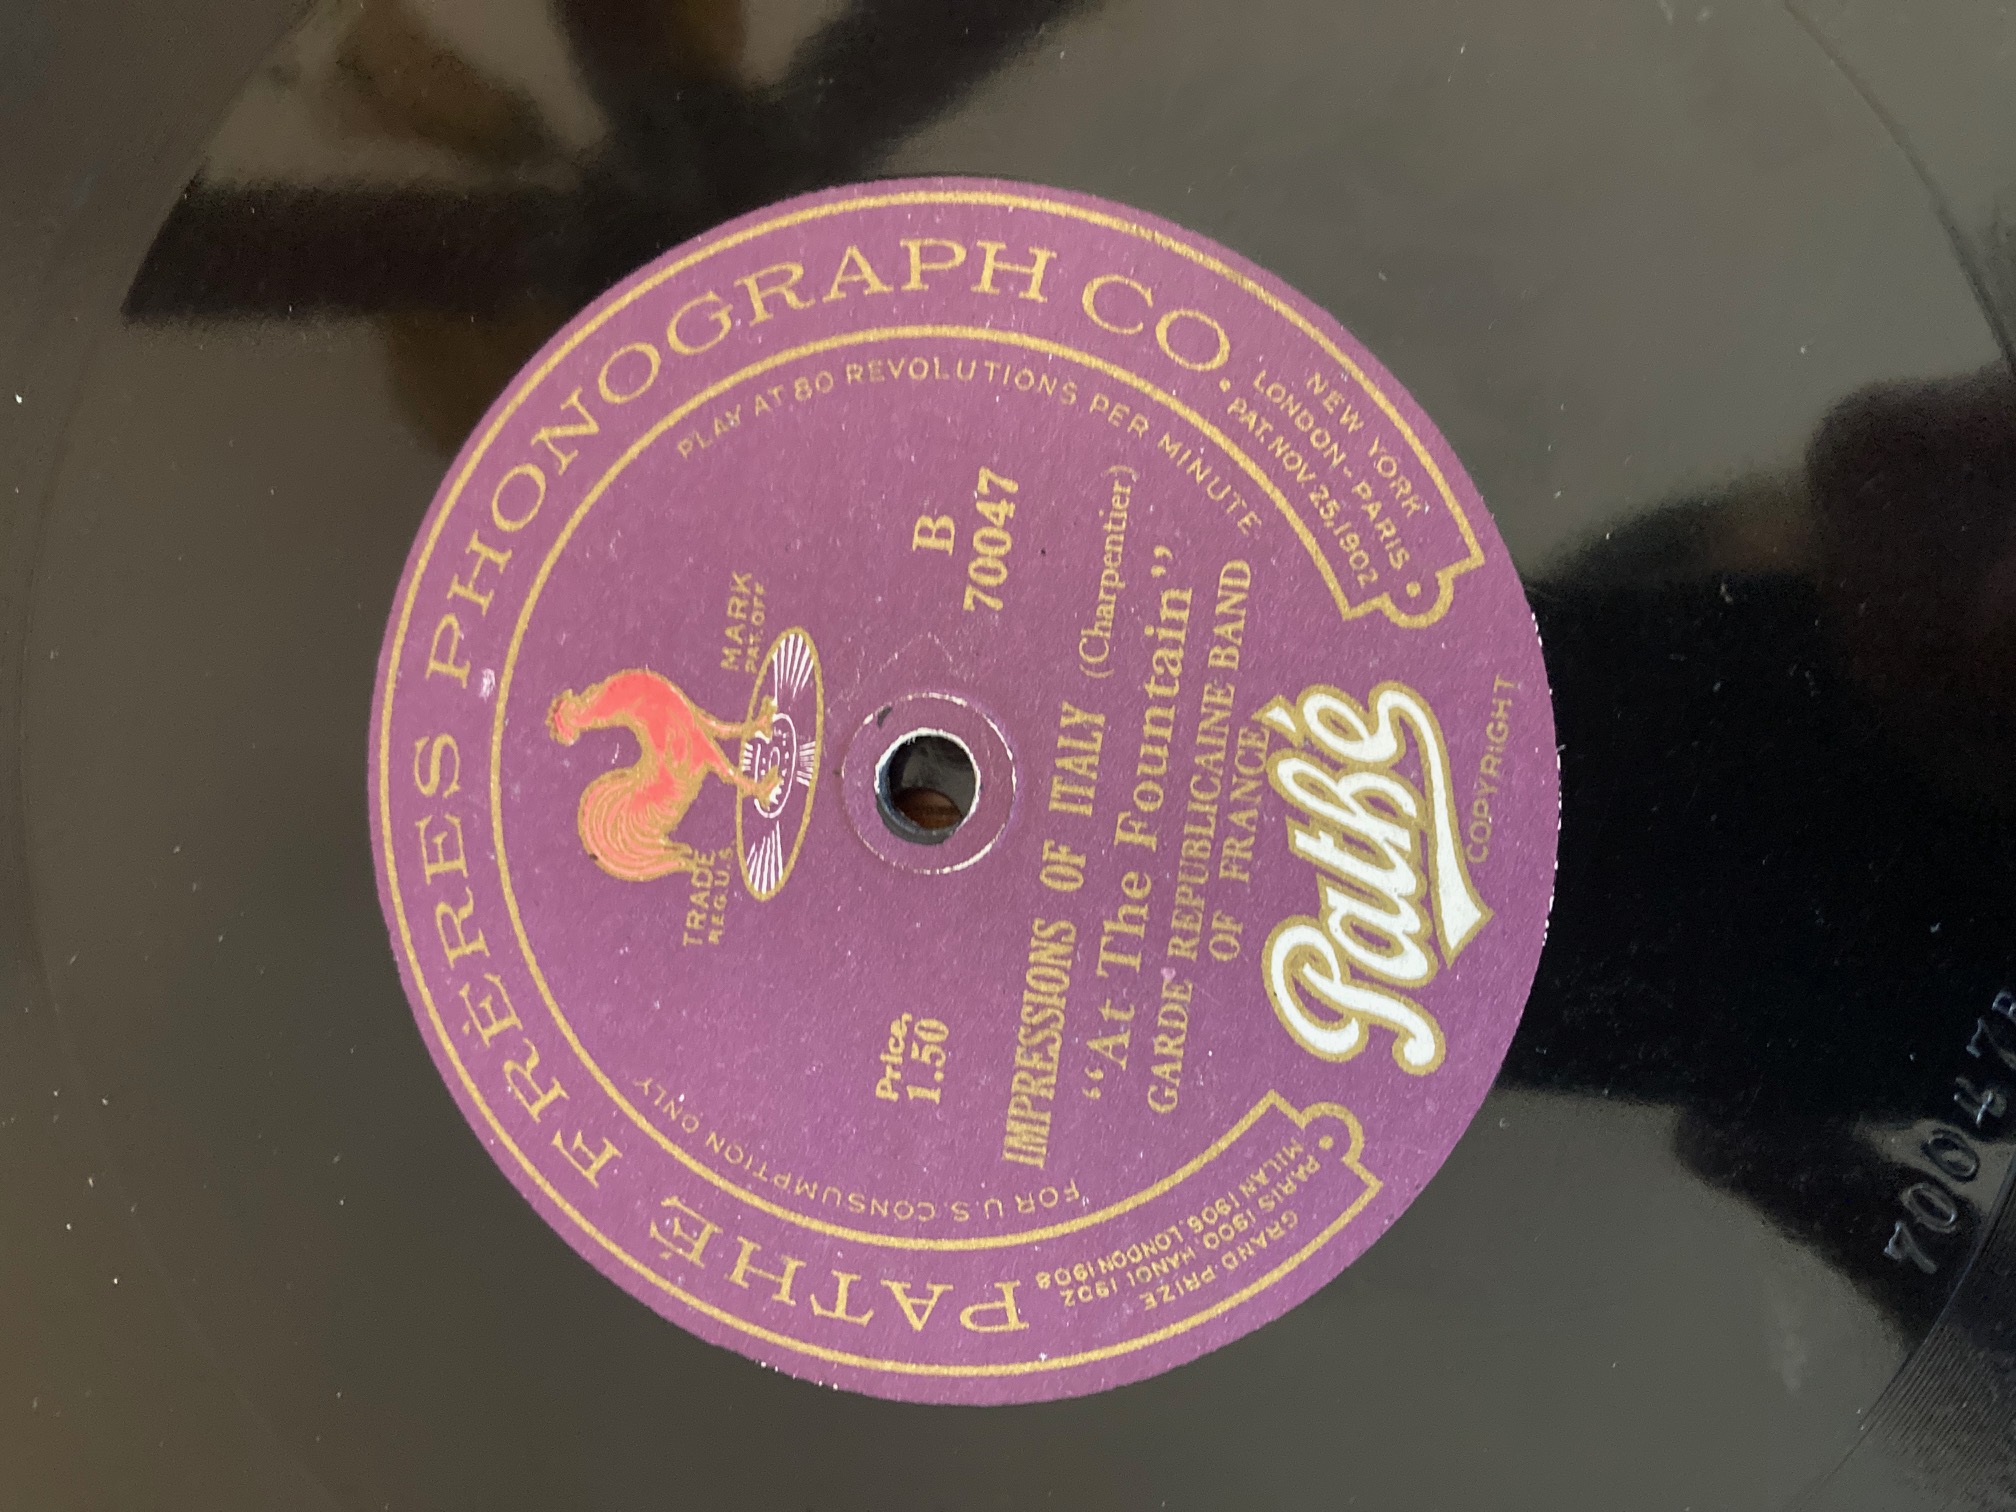 PATHÉ FRÈRES PHONOGRAPH CO.
NEW YORK
LONDON-PARIS
PAT. NOV 25, 1902
GRAND PRIZE
PARIS 1900 HANOI 1902
MILAN 1906. LONDON 1908
FOR U.S. CONSUMPTION ONLY
PLAY AT 80 REVOLUTIONS PER MINUTE
TRADE MARK
REG. U.S. PAT. OFF
Price, B
1.50 70047
IMPRESSIONS OF ITALY (Charpentier)
“At The Fountain”
GARDE REPUBLICAINE BAND
OF FRANCE
Pathé
COPYRIGHT
70047B